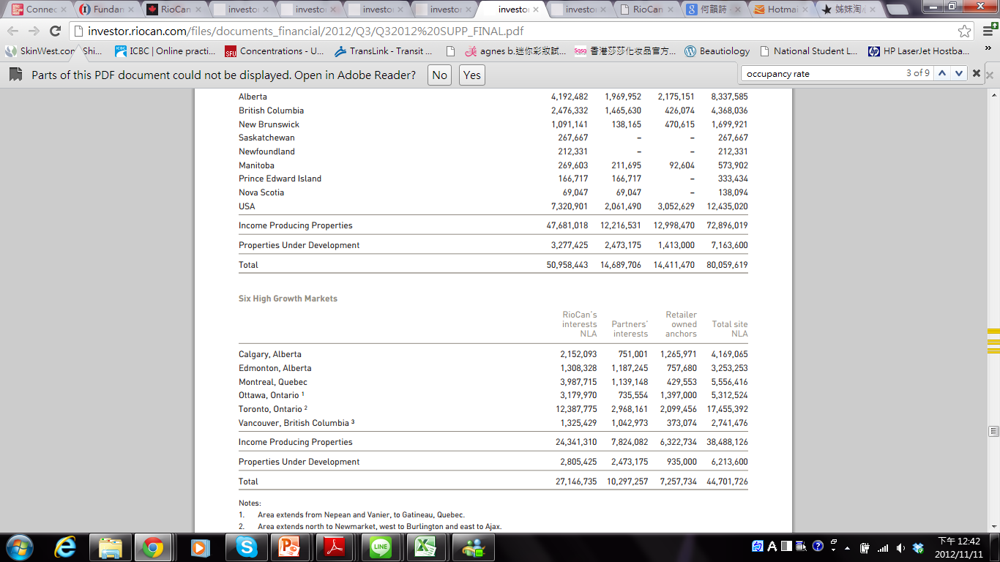 Connec
Fundam
RioCan
investor
investor
investor
investor
investor
investor
RioCan
何韻詩 -
Hotmai
姊妹淘
investor.riocan.com/files/documents_financial/2012/Q3/Q32012%20SUPP_FINAL.pdf
SkinWest.com Shi... ICBC | Online practi... Concentrations - U... TransLink - Transit ... agnes b.迷你彩妝試... 香港莎莎化妆品官方... Beautiology National Student L... HP LaserJet Hostba... »
Parts of this PDF document could not be displayed. Open in Adobe Reader? No Yes
occupancy rate 3 of 9
Alberta 4,192,482 1,969,952 2,175,151 8,337,585
British Columbia 2,476,332 1,465,630 426,074 4,368,036
New Brunswick 1,091,141 138,165 470,615 1,699,921
Saskatchewan 267,667 – – 267,667
Newfoundland 212,331 – – 212,331
Manitoba 269,603 211,695 92,604 573,902
Prince Edward Island 166,717 166,717 – 333,434
Nova Scotia 69,047 69,047 – 138,094
USA 7,320,901 2,061,490 3,052,629 12,435,020
Income Producing Properties 47,681,018 12,216,531 12,998,470 72,896,019
Properties Under Development 3,277,425 2,473,175 1,413,000 7,163,600
Total 50,958,443 14,689,706 14,411,470 80,059,619
Six High Growth Markets
RioCan's Retailer
interests Partners' owned Total site
NLA interests anchors NLA
Calgary, Alberta 2,152,093 751,001 1,265,971 4,169,065
Edmonton, Alberta 1,308,328 1,187,245 757,680 3,253,253
Montreal, Quebec 3,987,715 1,139,148 429,553 5,556,416
Ottawa, Ontario 1 3,179,970 735,554 1,397,000 5,312,524
Toronto, Ontario 2 12,387,775 2,968,161 2,099,456 17,455,392
Vancouver, British Columbia 3 1,325,429 1,042,973 373,074 2,741,476
Income Producing Properties 24,341,310 7,824,082 6,322,734 38,488,126
Properties Under Development 2,805,425 2,473,175 935,000 6,213,600
Total 27,146,735 10,297,257 7,257,734 44,701,726
Notes:
1. Area extends from Nepean and Vanier, to Gatineau, Quebec.
2. Area extends north to Newmarket, west to Burlington and east to Ajax.
LINE
A
下午 12:42
2012/11/11